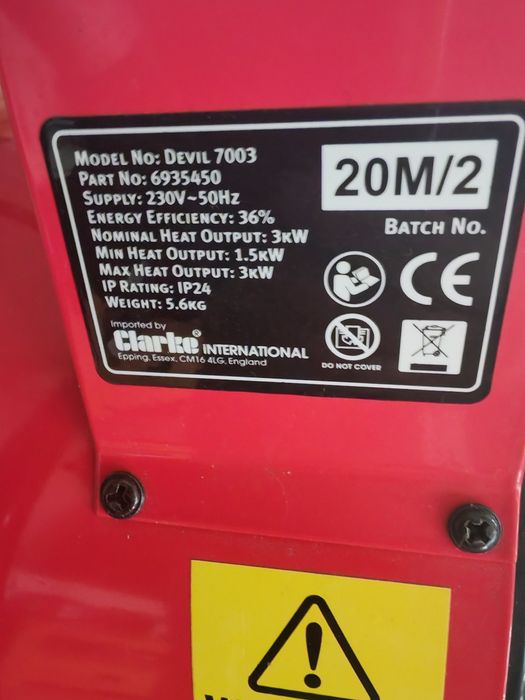 MODEL NO: DEVIL 7003
PART NO: 6935450
SUPPLY: 230V~50HZ
ENERGY EFFICIENCY: 36%
NOMINAL HEAT OUTPUT: 3KW
MIN HEAT OUTPUT: 1.5KW
MAX HEAT OUTPUT: 3KW
IP RATING: IP24
WEIGHT: 5.6KG
20M/2
BATCH NO.
CE
Imported by
Clarke® INTERNATIONAL
Epping, Essex, CM16 4LG, England
DO NOT COVER